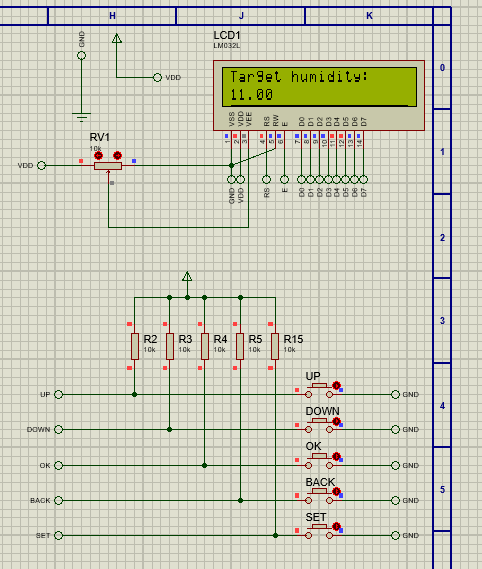 H J K
GND
VDD
LCD1
LM032L
Target humidity:
11.00
VSS VDD VEE RS RW E D0 D1 D2 D3 D4 D5 D6 D7
1 2 3 4 5 6 7 8 9 10 11 12 13 14
0
RV1
10k
VDD
1
GND VDD RS E D0 D1 D2 D3 D4 D5 D6 D7
2
3
R2 R3 R4 R5 R15
10k 10k 10k 10k 10k
UP
UP GND
4
DOWN
DOWN GND
OK
OK GND
BACK
5
BACK GND
SET
SET GND